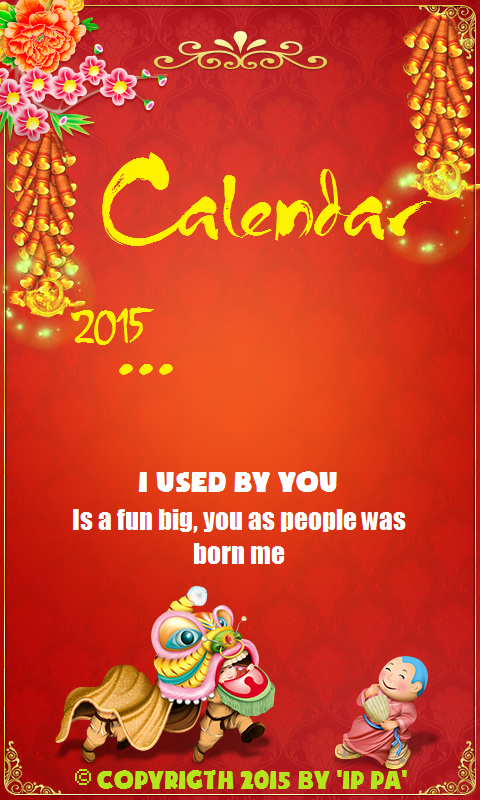 Calendar
2015
...
I USED BY YOU
Is a fun big, you as people was
born me
© COPYRIGTH 2015 BY 'IP PA'